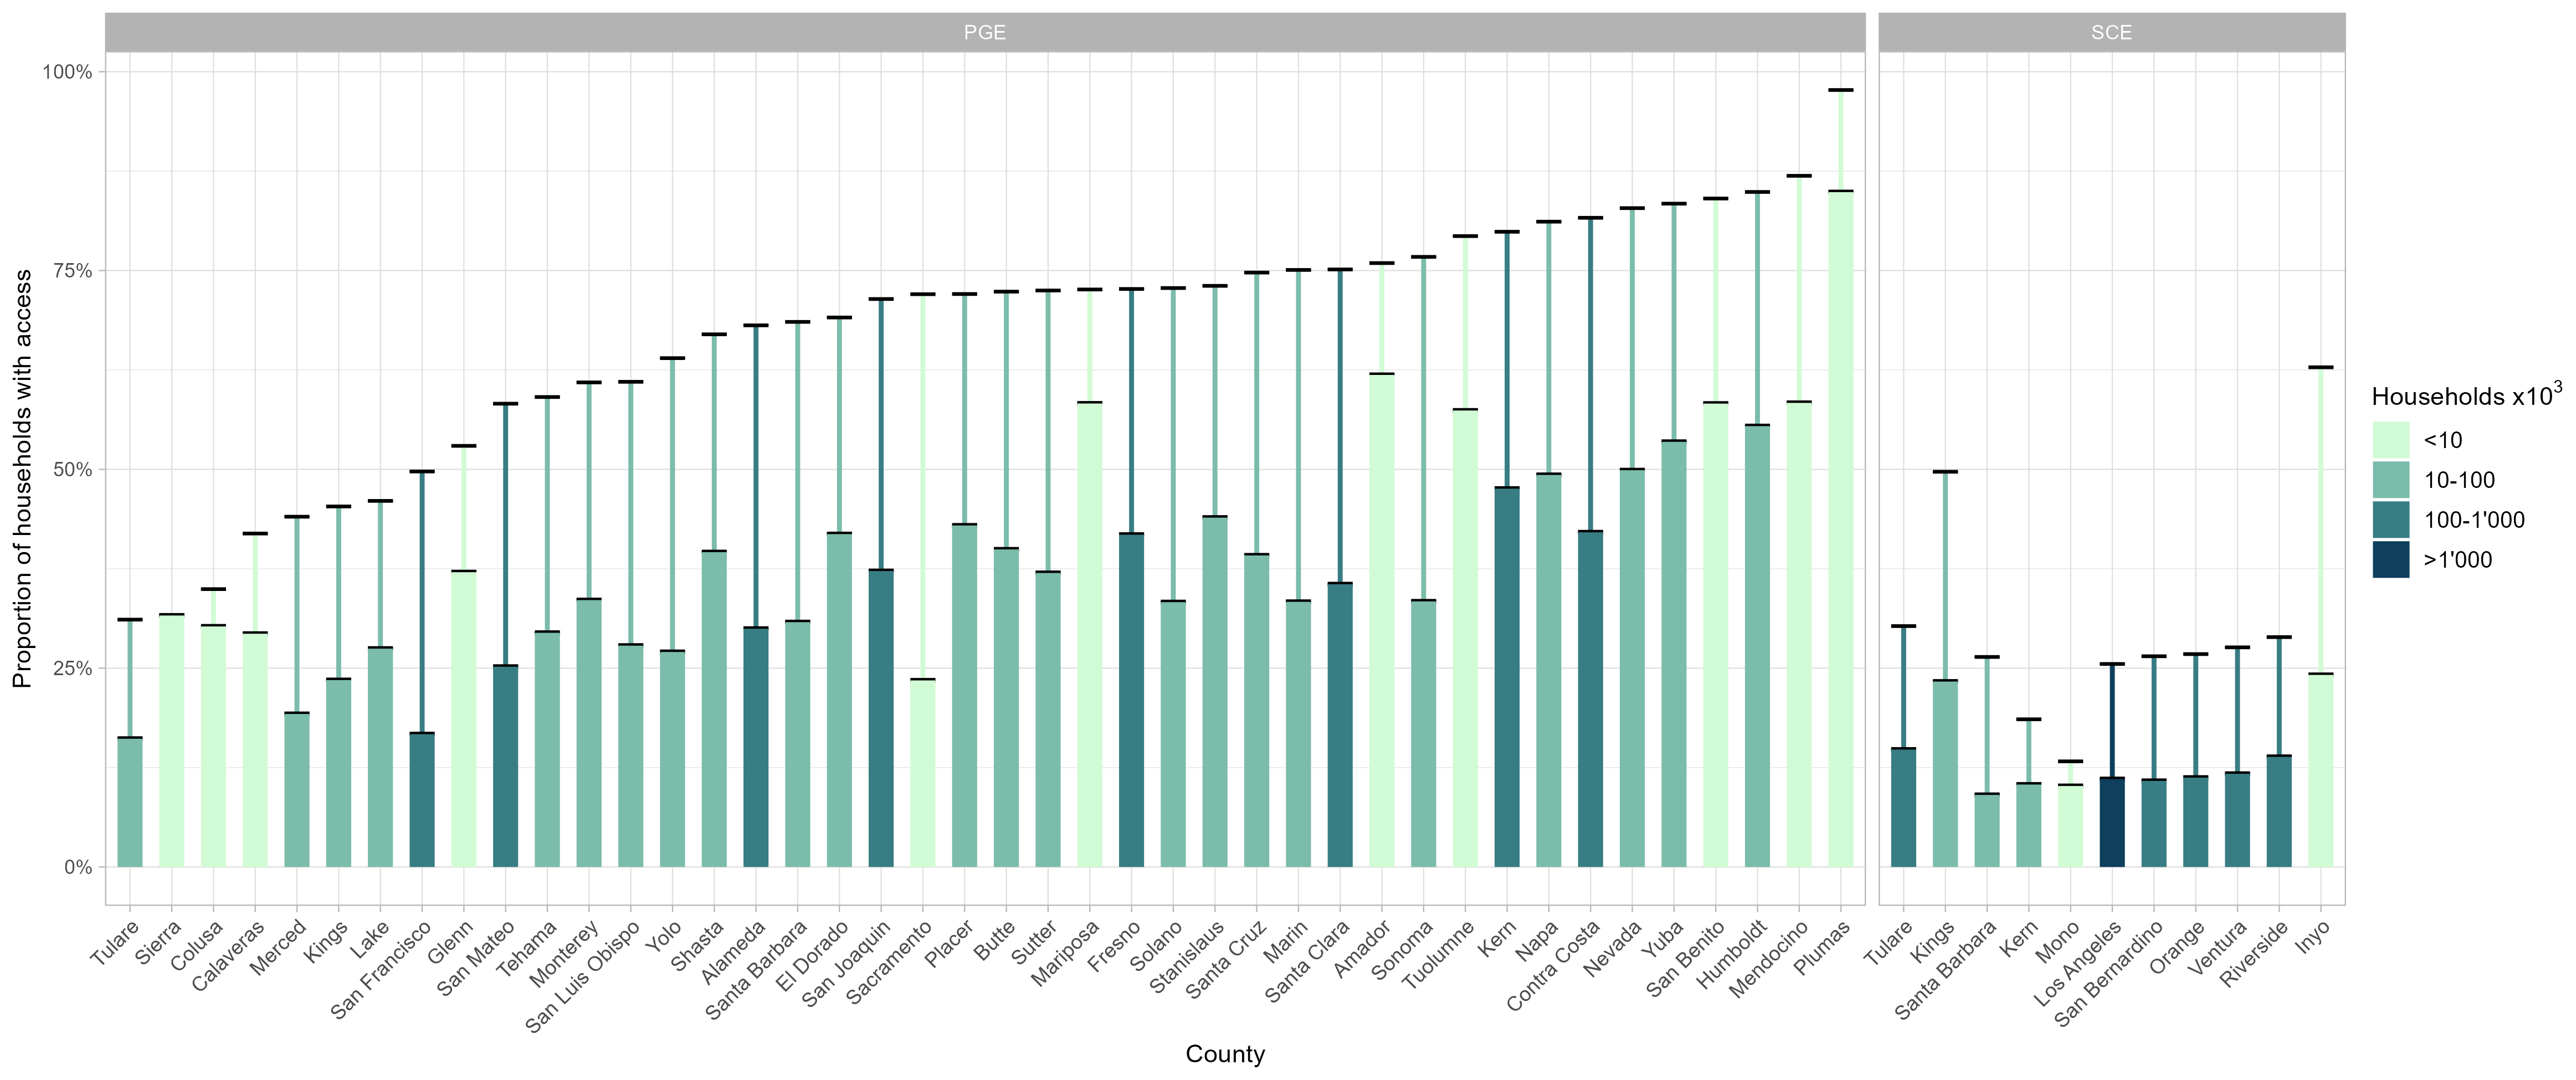 PGE
SCE
Proportion of households with access
100%
75%
50%
25%
0%
Tulare
Sierra
Colusa
Calaveras
Merced
Kings
Lake
San Francisco
Glenn
San Mateo
Tehama
Monterey
San Luis Obispo
Yolo
Shasta
Alameda
Santa Barbara
El Dorado
San Joaquin
Sacramento
Placer
Butte
Sutter
Mariposa
Fresno
Solano
Stanislaus
Santa Cruz
Marin
Santa Clara
Amador
Sonoma
Tuolumne
Kern
Napa
Contra Costa
Nevada
Yuba
San Benito
Humboldt
Mendocino
Plumas
Tulare
Kings
Santa Barbara
Kern
Mono
Los Angeles
San Bernardino
Orange
Ventura
Riverside
Inyo
County
Households x10³
<10
10-100
100-1'000
>1'000